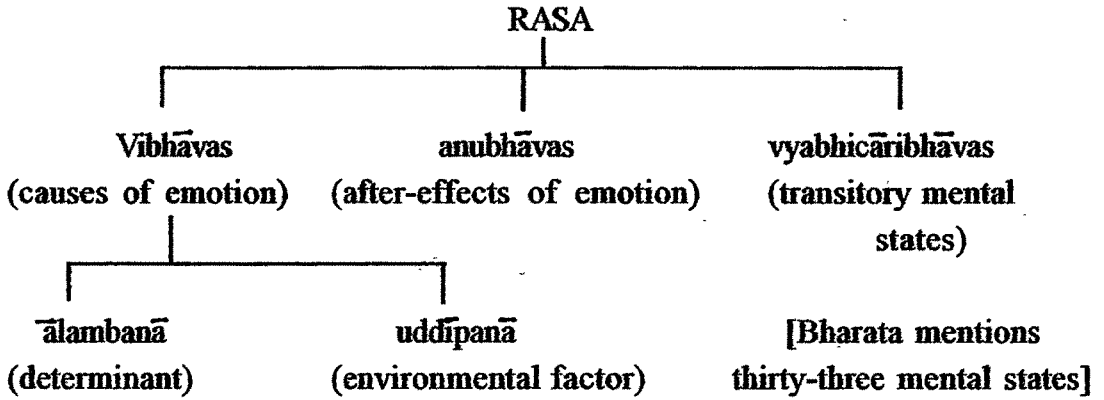 RASA
Vibhāvas anubhāvas vyabhicāribhāvas
(causes of emotion) (after-effects of emotion) (transitory mental
states)
ālambanā uddīpanā [Bharata mentions
(determinant) (environmental factor) thirty-three mental states]